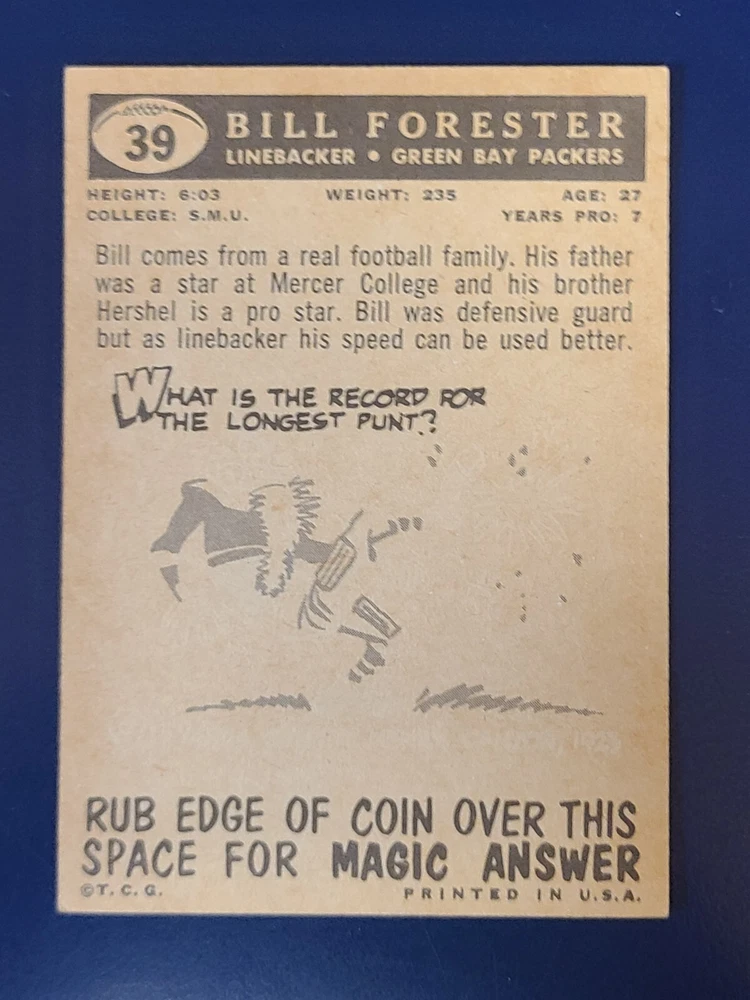 39
BILL FORESTER
LINEBACKER • GREEN BAY PACKERS
HEIGHT: 6:03 WEIGHT: 235 AGE: 27
COLLEGE: S.M.U. YEARS PRO: 7
Bill comes from a real football family. His father
was a star at Mercer College and his brother
Hershel is a pro star. Bill was defensive guard
but as linebacker his speed can be used better.
WHAT IS THE RECORD FOR
THE LONGEST PUNT?
RUB EDGE OF COIN OVER THIS
SPACE FOR MAGIC ANSWER
©T.C.G. PRINTED IN U.S.A.